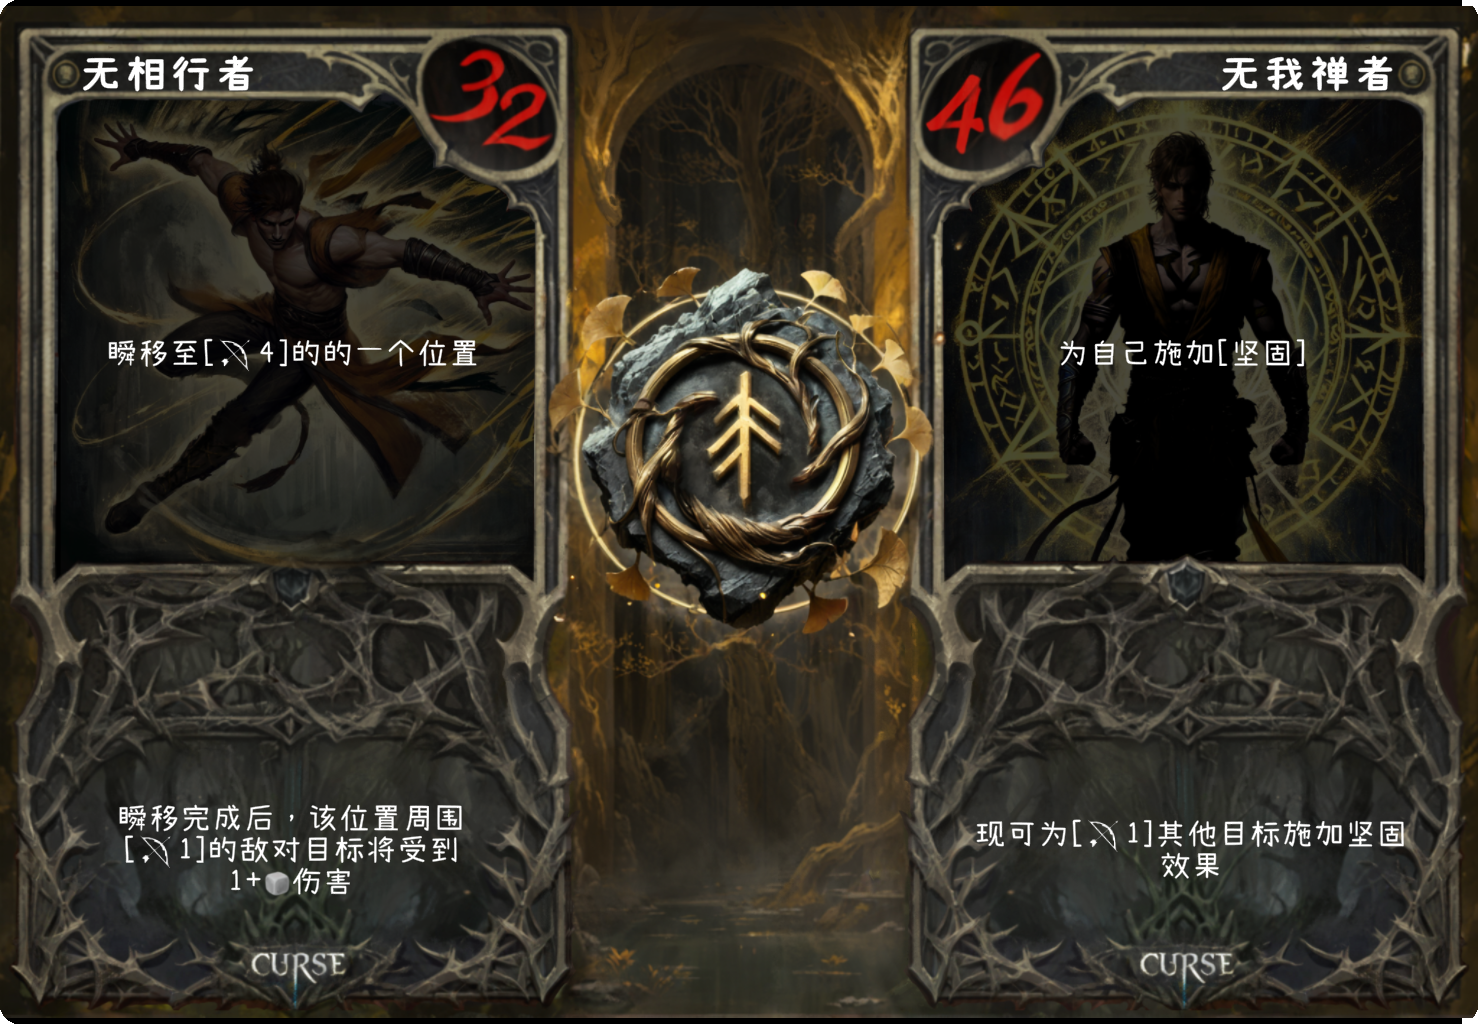 无相行者
32
瞬移至[4]的的一个位置
瞬移完成后，该位置周围
[1]的敌对目标将受到
1+伤害
CURSE
无我禅者
46
为自己施加[坚固]
现可为[1]其他目标施加坚固
效果
CURSE